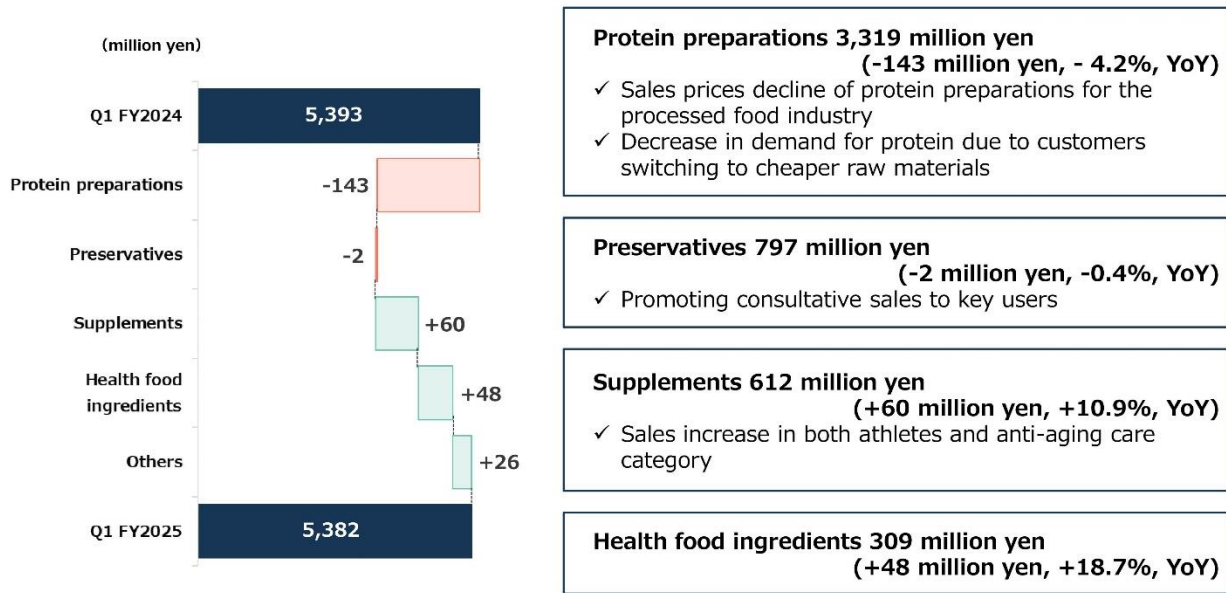 (million yen)
Q1 FY2024
5,393
Protein preparations
-143
Preservatives
-2
Supplements
+60
Health food
ingredients
+48
Others
+26
Q1 FY2025
5,382
Protein preparations 3,319 million yen
(-143 million yen, - 4.2%, YoY)
✓ Sales prices decline of protein preparations for the
processed food industry
✓ Decrease in demand for protein due to customers
switching to cheaper raw materials
Preservatives 797 million yen
(-2 million yen, -0.4%, YoY)
✓ Promoting consultative sales to key users
Supplements 612 million yen
(+60 million yen, +10.9%, YoY)
✓ Sales increase in both athletes and anti-aging care
category
Health food ingredients 309 million yen
(+48 million yen, +18.7%, YoY)